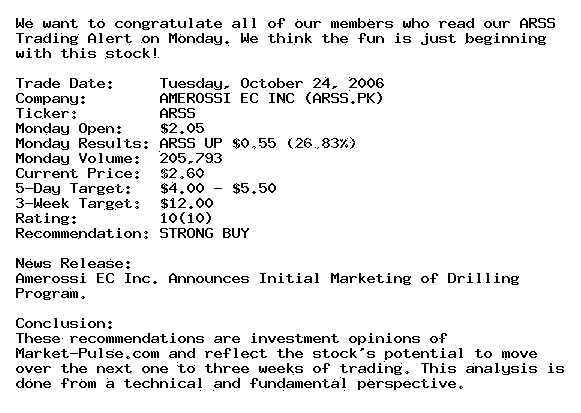 We want to congratulate all of our members who read our ARSS
Trading Alert on Monday. We think the fun is just beginning
with this stock!
Trade Date: Tuesday, October 24, 2006
Company: AMEROSSI EC INC (ARSS.PK)
Ticker: ARSS
Monday Open: $2.05
Monday Results: ARSS UP $0.55 (26.83%)
Monday Volume: 205,793
Current Price: $2.60
5-Day Target: $4.00 - $5.50
3-Week Target: $12.00
Rating: 10(10)
Recommendation: STRONG BUY
News Release:
Amerossi EC Inc. Announces Initial Marketing of Drilling
Program.
Conclusion:
These recommendations are investment opinions of
Market-Pulse.com and reflect the stock's potential to move
over the next one to three weeks of trading. This analysis is
done from a technical and fundamental perspective.